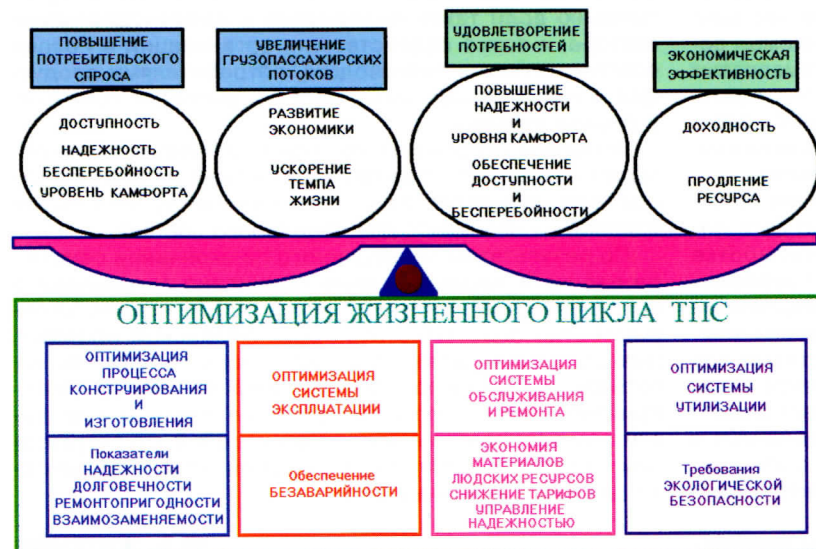 ПОВЫШЕНИЕ
ПОТРЕБИТЕЛЬСКОГО
СПРОСА
УВЕЛИЧЕНИЕ
ГРУЗОПАССАЖИРСКИХ
ПОТОКОВ
УДОВЛЕТВОРЕНИЕ
ПОТРЕБНОСТЕЙ
ЭКОНОМИЧЕСКАЯ
ЭФФЕКТИВНОСТЬ
ДОСТУПНОСТЬ
НАДЕЖНОСТЬ
БЕСПЕРЕБОЙНОСТЬ
УРОВЕНЬ КАМФОРТА
РАЗВИТИЕ
ЭКОНОМИКИ
УСКОРЕНИЕ
ТЕМПА
ЖИЗНИ
ПОВЫШЕНИЕ
НАДЕЖНОСТИ
И
УРОВНЯ КАМФОРТА
ОБЕСПЕЧЕНИЕ
ДОСТУПНОСТИ
И
БЕСПЕРЕБОЙНОСТИ
ДОХОДНОСТЬ
ПРОДЛЕНИЕ
РЕСУРСА
ОПТИМИЗАЦИЯ ЖИЗНЕННОГО ЦИКЛА ТПС
ОПТИМИЗАЦИЯ
ПРОЦЕССА
КОНСТРУИРОВАНИЯ
И
ИЗГОТОВЛЕНИЯ
ОПТИМИЗАЦИЯ
СИСТЕМЫ
ЭКСПЛУАТАЦИИ
ОПТИМИЗАЦИЯ
СИСТЕМЫ
ОБСЛУЖИВАНИЯ
И РЕМОНТА
ОПТИМИЗАЦИЯ
СИСТЕМЫ
УТИЛИЗАЦИИ
Показатели
НАДЕЖНОСТИ
ДОЛГОВЕЧНОСТИ
РЕМОНТОПРИГОДНОСТИ
ВЗАИМОЗАМЕНЯЕМОСТИ
Обеспечение
БЕЗАВАРИЙНОСТИ
ЭКОНОМИЯ
МАТЕРИАЛОВ
ЛЮДСКИХ РЕСУРСОВ
СНИЖЕНИЕ ТАРИФОВ
УПРАВЛЕНИЕ
НАДЕЖНОСТЬЮ
Требования
ЭКОЛОГИЧЕСКОЙ
БЕЗОПАСНОСТИ